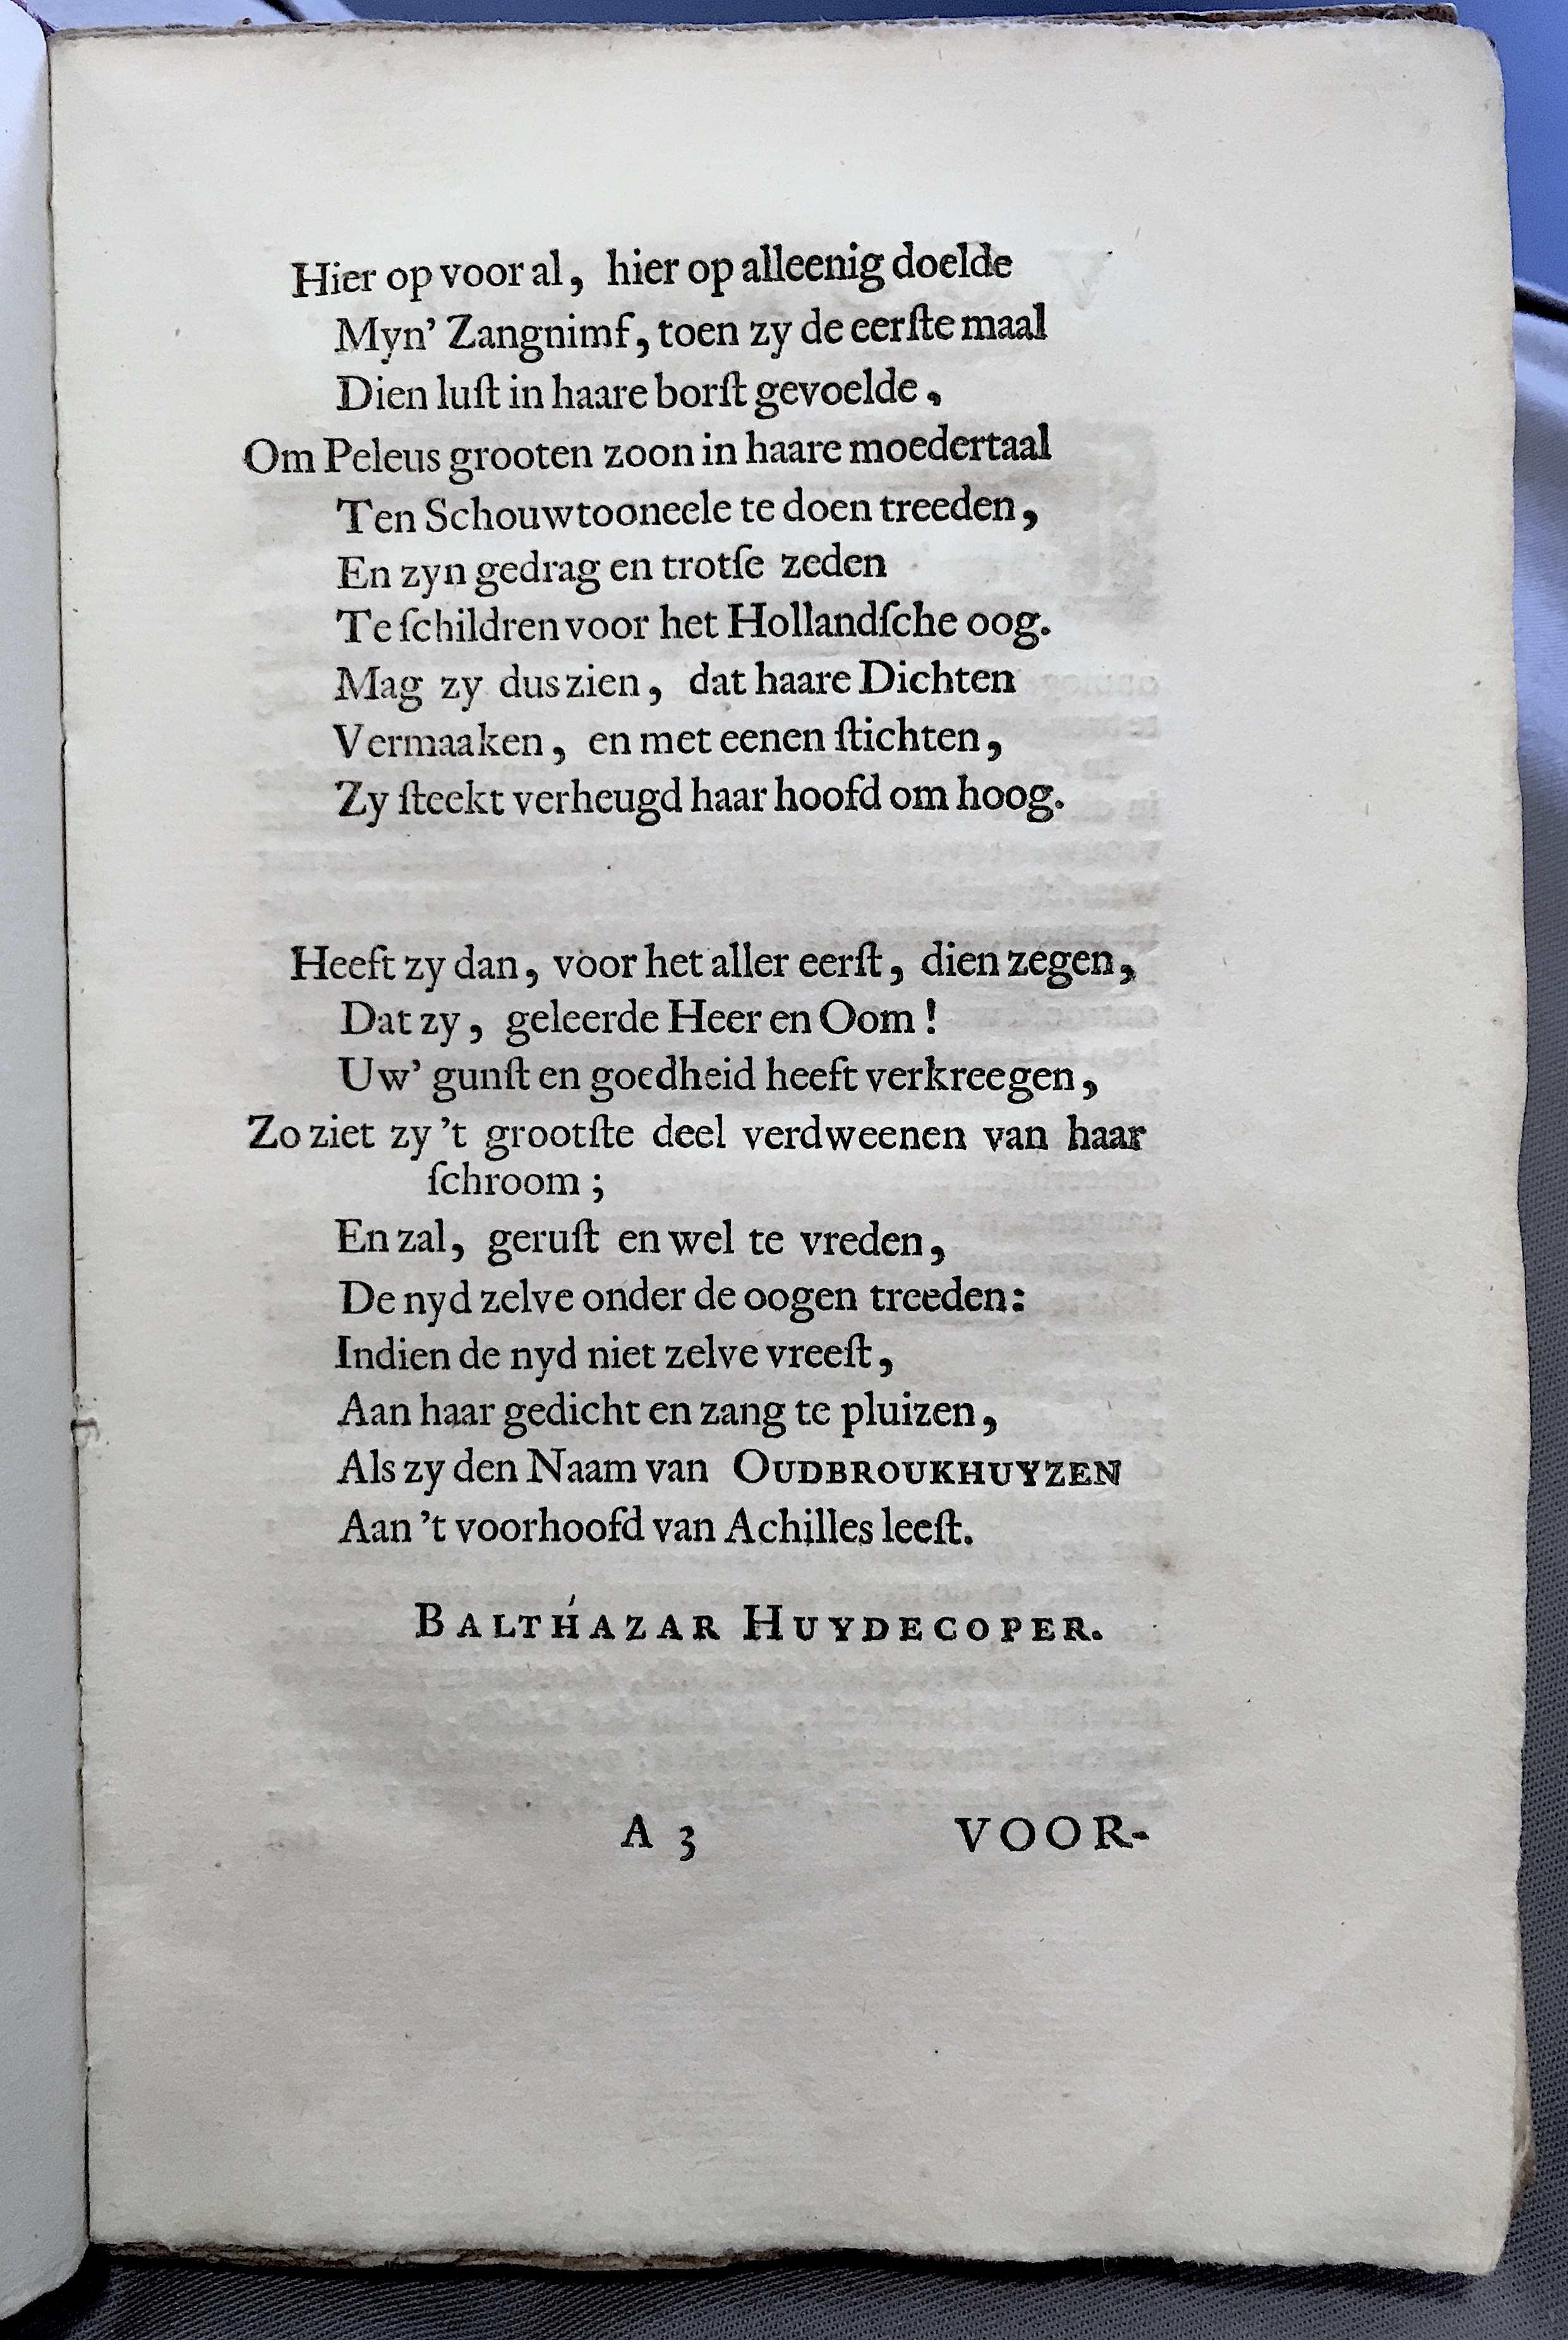 Hier op voor al, hier op alleenig doelde
Myn' Zangnimf, toen zy de eerſte maal
Dien luſt in haare borſt gevoelde,
Om Peleus grooten zoon in haare moedertaal
Ten Schouwtooneele te doen treeden,
En zyn gedrag en trotſe zeden
Te ſchildren voor het Hollandſche oog.
Mag zy dus zien, dat haare Dichten
Vermaaken, en met eenen ſtichten,
Zy ſteekt verheugd haar hoofd om hoog.
Heeft zy dan, voor het aller eerſt, dien zegen,
Dat zy, geleerde Heer en Oom!
Uw' gunſt en goedheid heeft verkreegen,
Zo ziet zy 't grootſte deel verdweenen van haar
ſchroom;
En zal, geruſt en wel te vreden,
De nyd zelve onder de oogen treeden:
Indien de nyd niet zelve vreeſt,
Aan haar gedicht en zang te pluizen,
Als zy den Naam van OUDBROUKHUYZEN
Aan 't voorhoofd van Achilles leeſt.
BALTHAZAR HUYDECOPER.
A 3 VOOR-